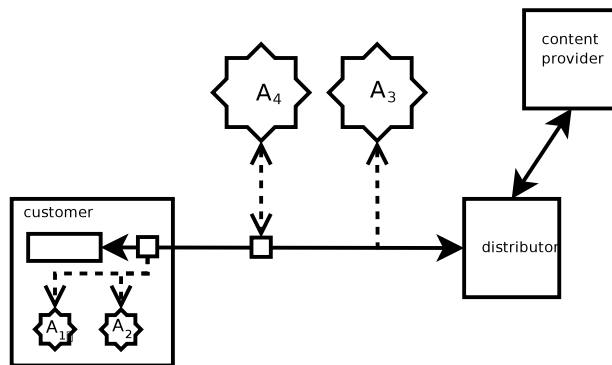 content
provider
A4
A3
customer
distributor
A1
A2